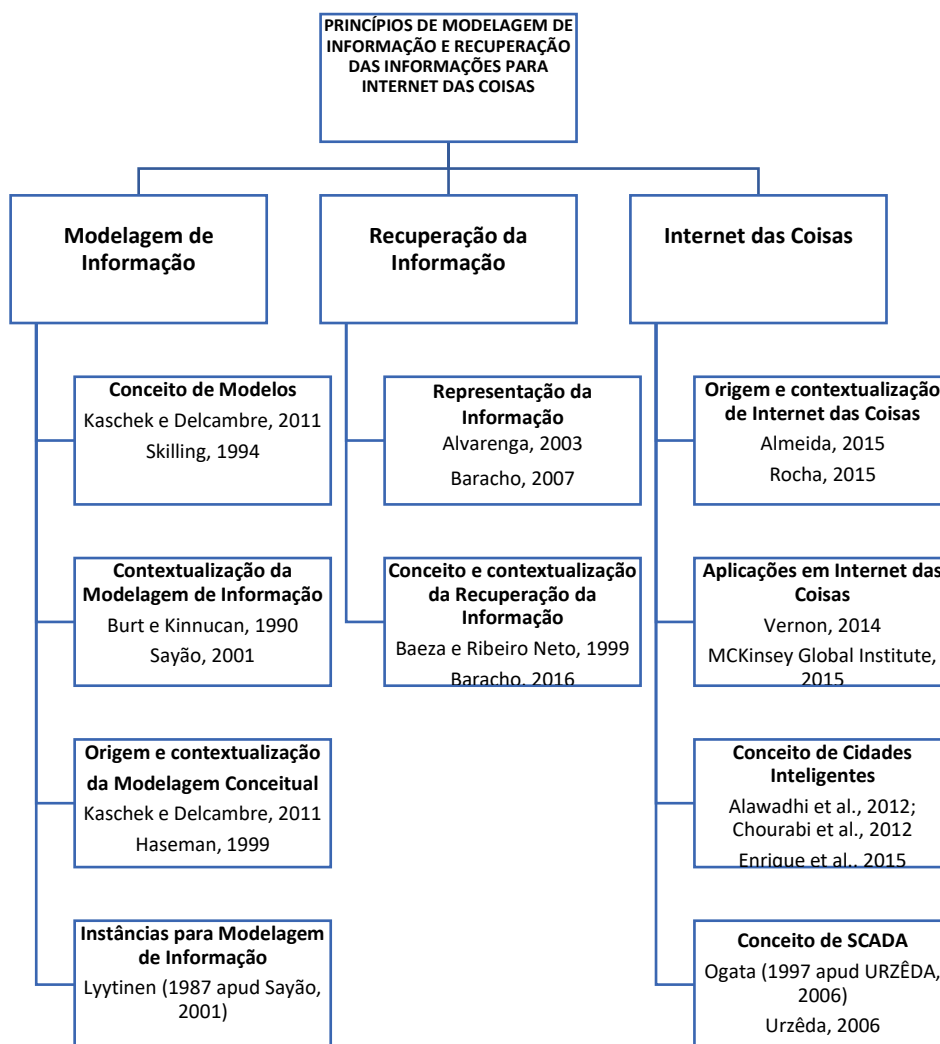 PRINCÍPIOS DE MODELAGEM DE
INFORMAÇÃO E RECUPERAÇÃO
DAS INFORMAÇÕES PARA
INTERNET DAS COISAS
Modelagem de
Informação
Conceito de Modelos
Kaschek e Delcambre, 2011
Skilling, 1994
Contextualização da
Modelagem de Informação
Burt e Kinnucan, 1990
Sayão, 2001
Origem e contextualização
da Modelagem Conceitual
Kaschek e Delcambre, 2011
Haseman, 1999
Instâncias para Modelagem
de Informação
Lyytinen (1987 apud Sayão,
2001)
Recuperação da
Informação
Representação da
Informação
Alvarenga, 2003
Baracho, 2007
Conceito e contextualização
da Recuperação da
Informação
Baeza e Ribeiro Neto, 1999
Baracho, 2016
Internet das Coisas
Origem e contextualização
de Internet das Coisas
Almeida, 2015
Rocha, 2015
Aplicações em Internet das
Coisas
Vernon, 2014
MCKinsey Global Institute,
2015
Conceito de Cidades
Inteligentes
Alawadhi et al., 2012;
Chourabi et al., 2012
Enrique et al., 2015
Conceito de SCADA
Ogata (1997 apud URZÊDA,
2006)
Urzêda, 2006